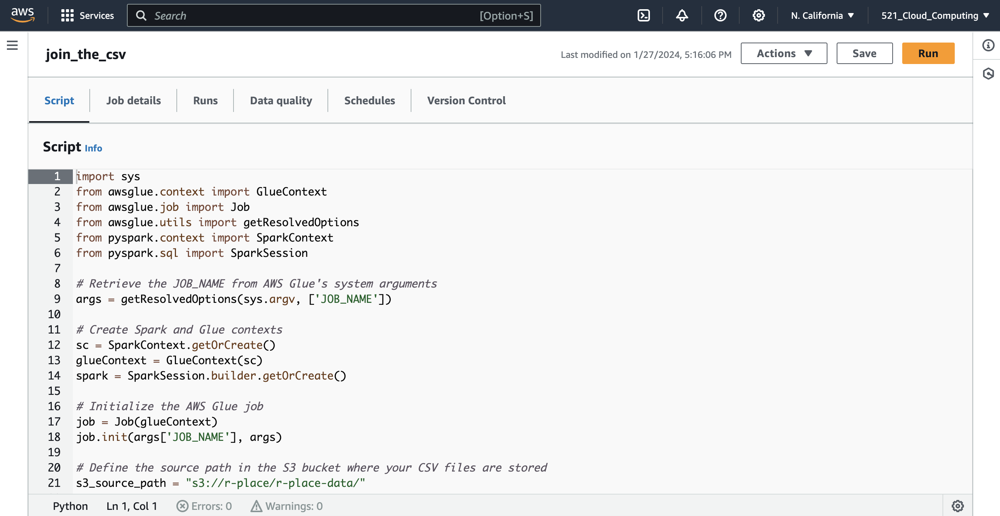 aws Services Search [Option+S] N. California 521_Cloud_Computing
join_the_csv Last modified on 1/27/2024, 5:16:06 PM Actions Save Run
Script Job details Runs Data quality Schedules Version Control
Script Info
1 import sys
2 from awsglue.context import GlueContext
3 from awsglue.job import Job
4 from awsglue.utils import getResolvedOptions
5 from pyspark.context import SparkContext
6 from pyspark.sql import SparkSession
7
8 # Retrieve the JOB_NAME from AWS Glue's system arguments
9 args = getResolvedOptions(sys.argv, ['JOB_NAME'])
10
11 # Create Spark and Glue contexts
12 sc = SparkContext.getOrCreate()
13 glueContext = GlueContext(sc)
14 spark = SparkSession.builder.getOrCreate()
15
16 # Initialize the AWS Glue job
17 job = Job(glueContext)
18 job.init(args['JOB_NAME'], args)
19
20 # Define the source path in the S3 bucket where your CSV files are stored
21 s3_source_path = "s3://r-place/r-place-data/"
Python Ln 1, Col 1 Errors: 0 Warnings: 0